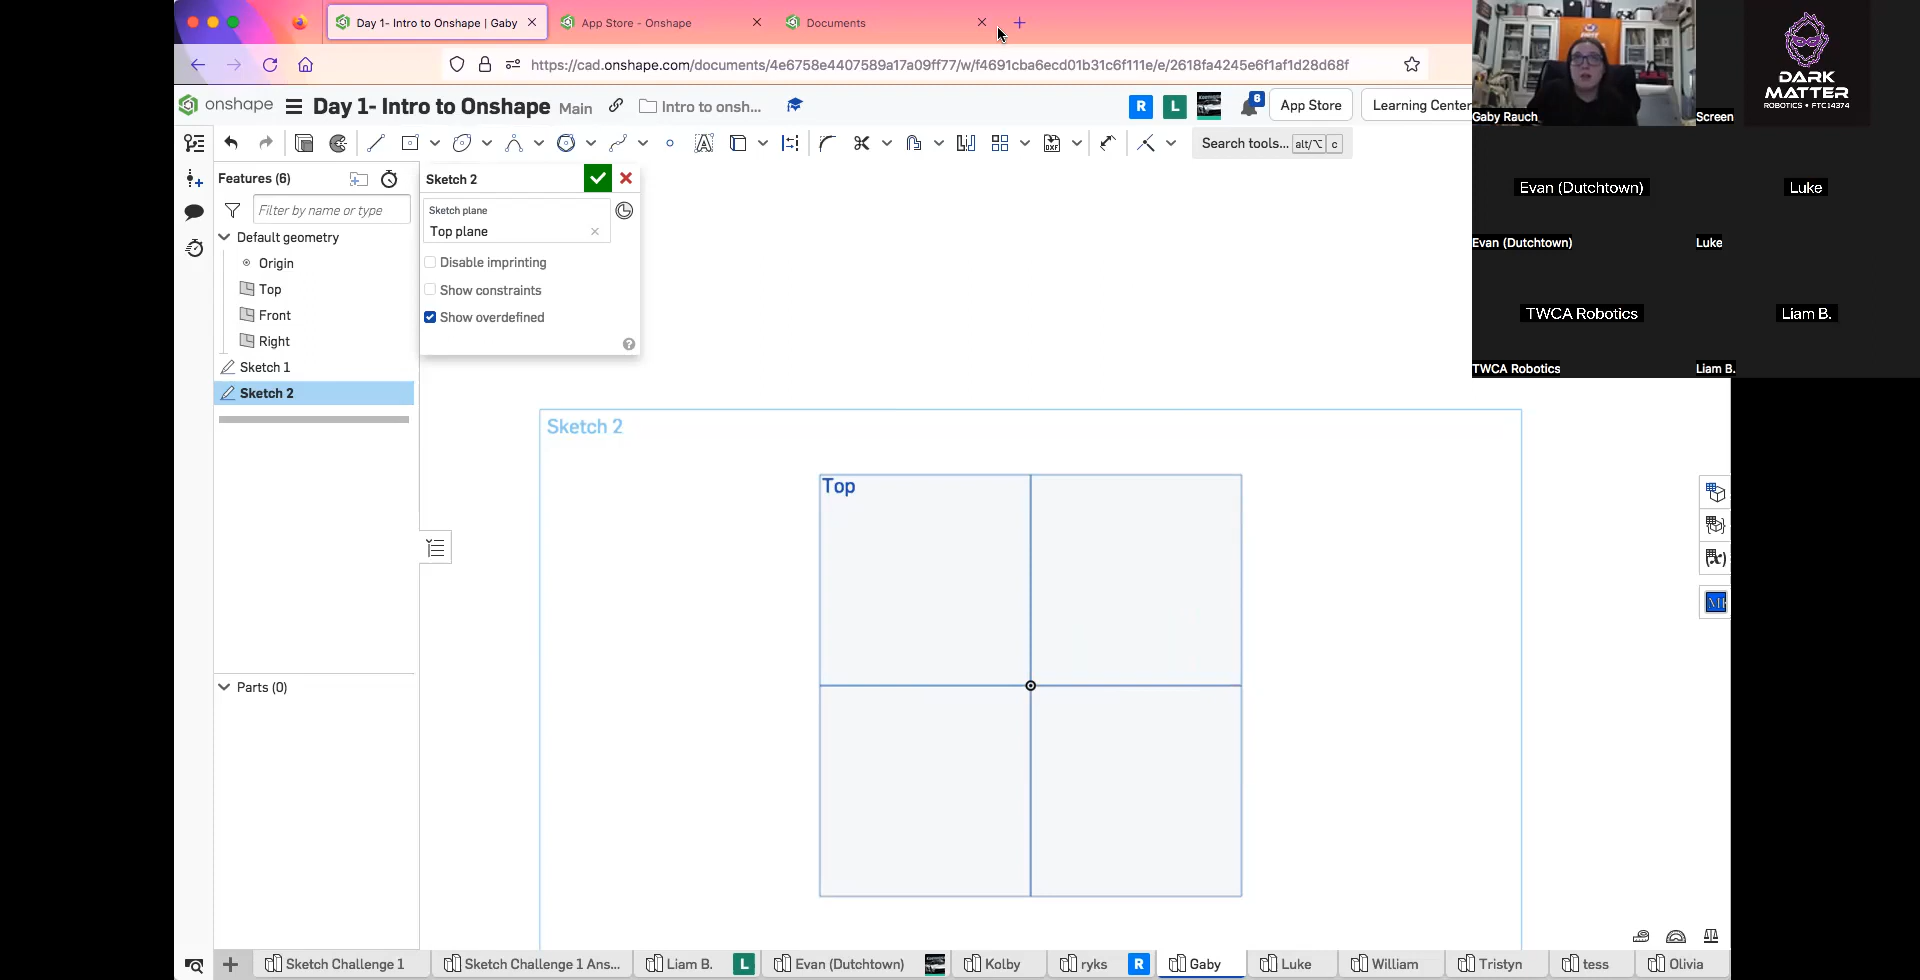 Day 1- Intro to Onshape | Gaby
App Store - Onshape
Documents
https://cad.onshape.com/documents/4e6758e4407589a17a09ff77/w/f4691cba6ecd01b31c6f111e/e/2618fa4245e6f1af1d28d68f
onshape
Day 1- Intro to Onshape Main
Intro to onsh...
R
L
6
App Store
Learning Center
Search tools...
alt/⌥
c
Features (6)
Filter by name or type
Default geometry
Origin
Top
Front
Right
Sketch 1
Sketch 2
Parts (0)
Sketch 2
Sketch plane
Top plane
Disable imprinting
Show constraints
Show overdefined
Sketch 2
Top
Gaby Rauch
Screen
DARK
MATTER
ROBOTICS • FTC14374
Evan (Dutchtown)
Luke
Evan (Dutchtown)
Luke
TWCA Robotics
Liam B.
TWCA Robotics
Liam B.
Sketch Challenge 1
Sketch Challenge 1 Ans...
Liam B.
L
Evan (Dutchtown)
Kolby
ryks
R
Gaby
Luke
William
Tristyn
tess
Olivia